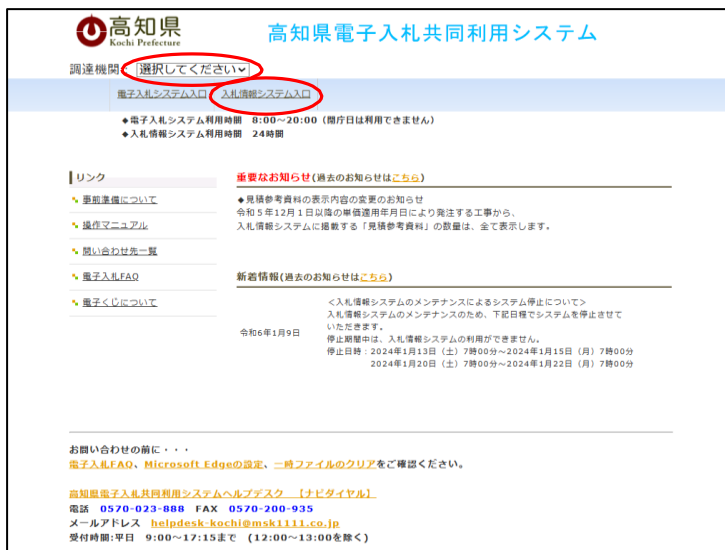 高知県
Kochi Prefecture
高知県電子入札共同利用システム
調達機関: 選択してください
電子入札システム入口 入札情報システム入口
◆電子入札システム利用時間 8:00～20:00（閉庁日は利用できません）
◆入札情報システム利用時間 24時間
リンク
事前準備について
操作マニュアル
問い合わせ先一覧
電子入札FAQ
電子くじについて
重要なお知らせ(過去のお知らせはこちら)
◆見積参考資料の表示内容の変更のお知らせ
令和５年12月１日以降の単価適用年月日により発注する工事から、
入札情報システムに掲載する「見積参考資料」の数量は、全て表示します。
新着情報(過去のお知らせはこちら)
令和6年1月9日
＜入札情報システムのメンテナンスによるシステム停止について＞
入札情報システムのメンテナンスのため、下記日程でシステムを停止させて
いただきます。
停止期間中は、入札情報システムの利用ができません。
停止日時：2024年1月13日（土）7時00分～2024年1月15日（月）7時00分
2024年1月20日（土）7時00分～2024年1月22日（月）7時00分
お問い合わせの前に・・・
電子入札FAQ、Microsoft Edgeの設定、一時ファイルのクリアをご確認ください。
高知県電子入札共同利用システムヘルプデスク 【ナビダイヤル】
電話 0570-023-888 FAX 0570-200-935
メールアドレス helpdesk-kochi@msk1111.co.jp
受付時間:平日 9:00～17:15まで (12:00～13:00を除く)